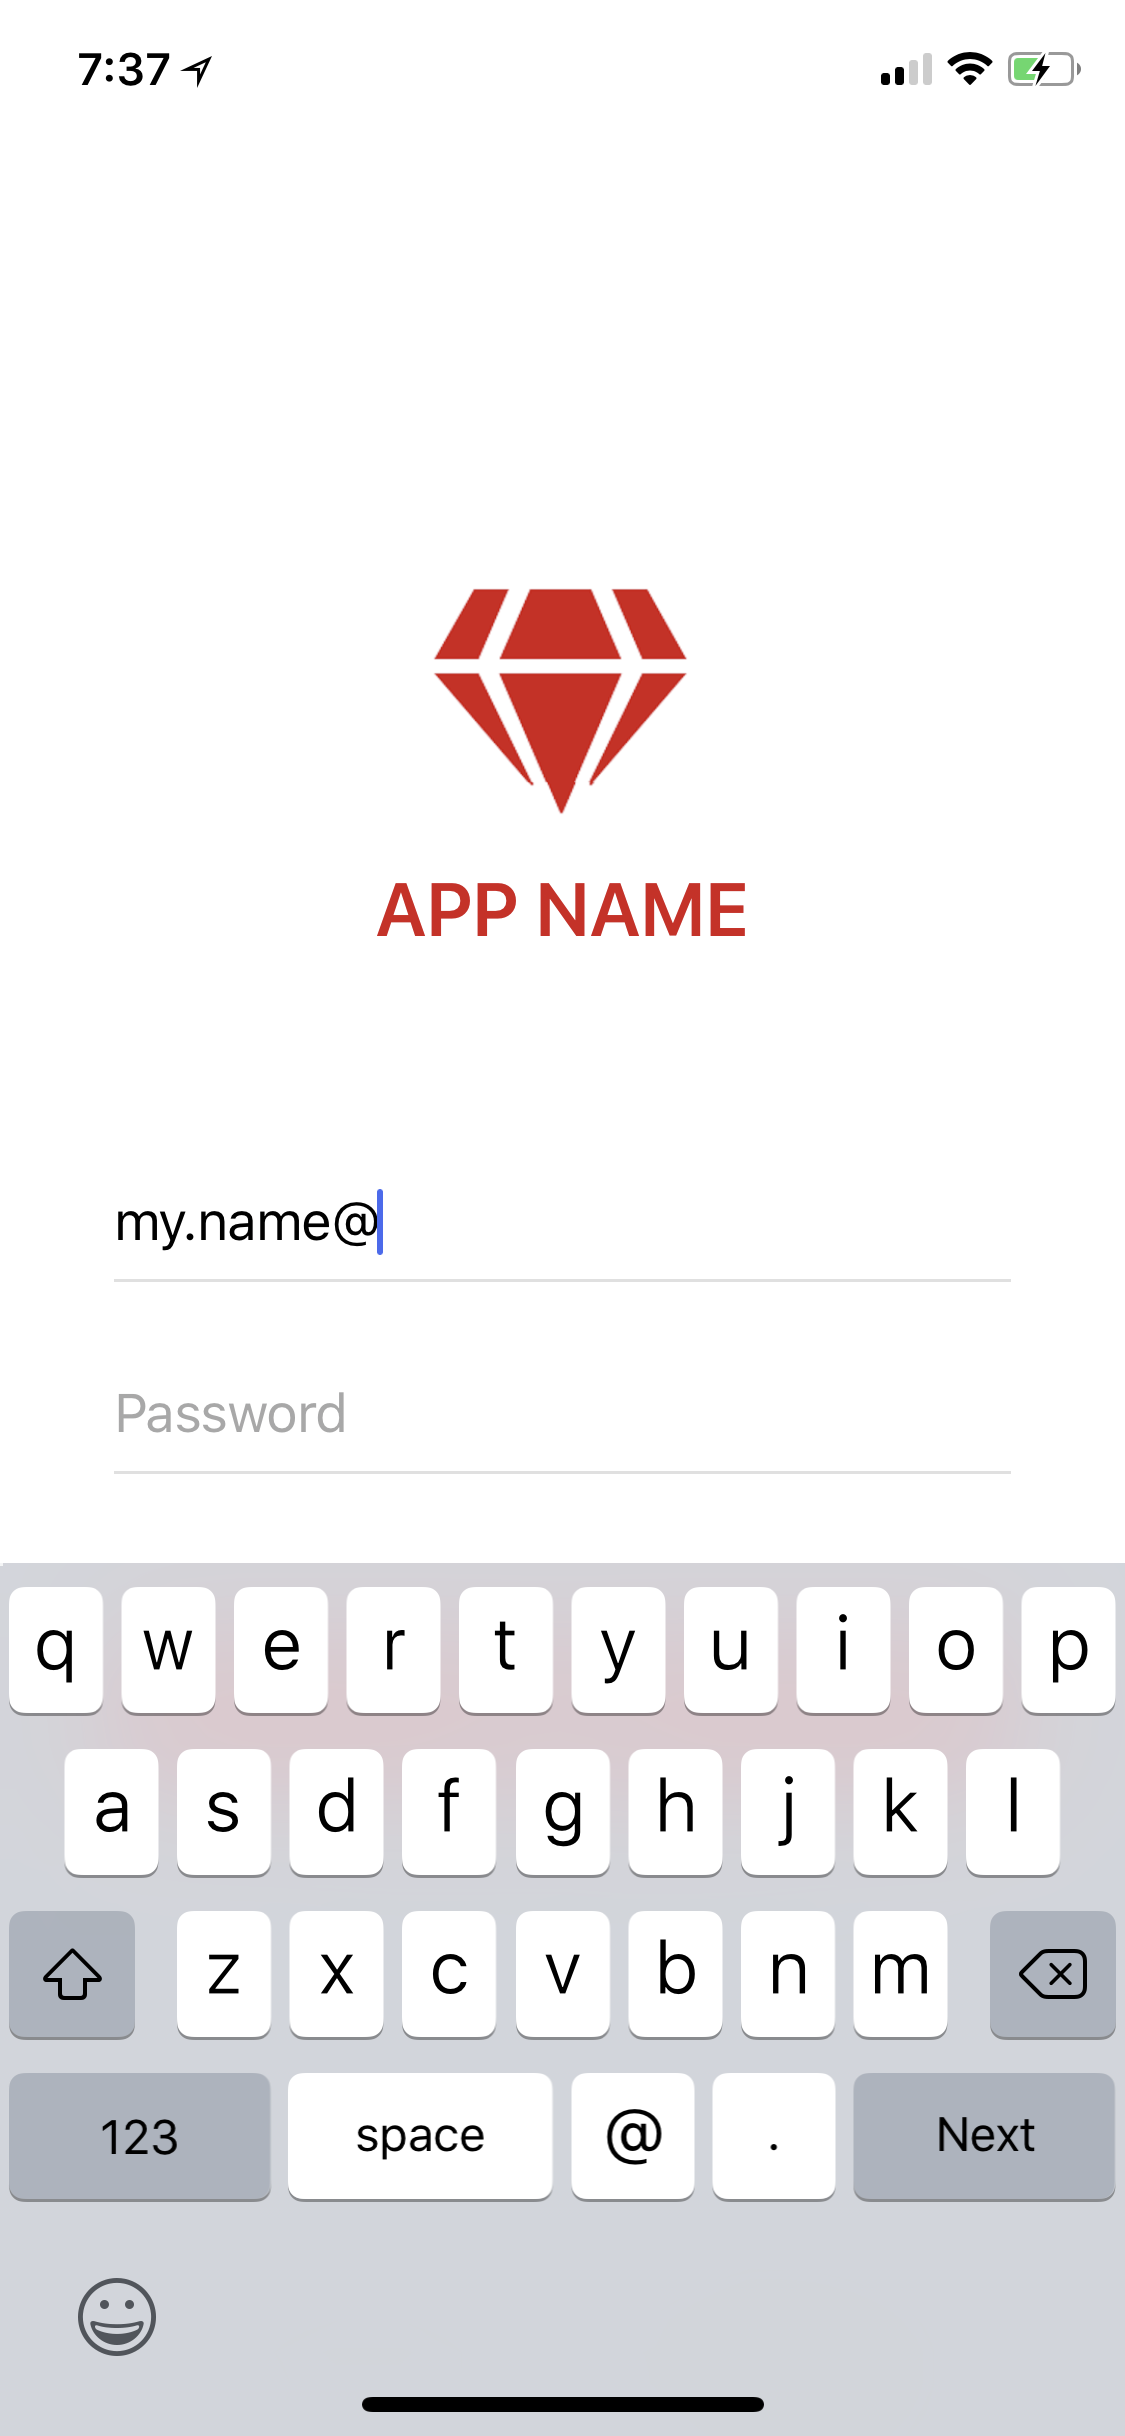 7:37
APP NAME
my.name@
Password
q w e r t y u i o p
a s d f g h j k l
z x c v b n m
123 space @ . Next